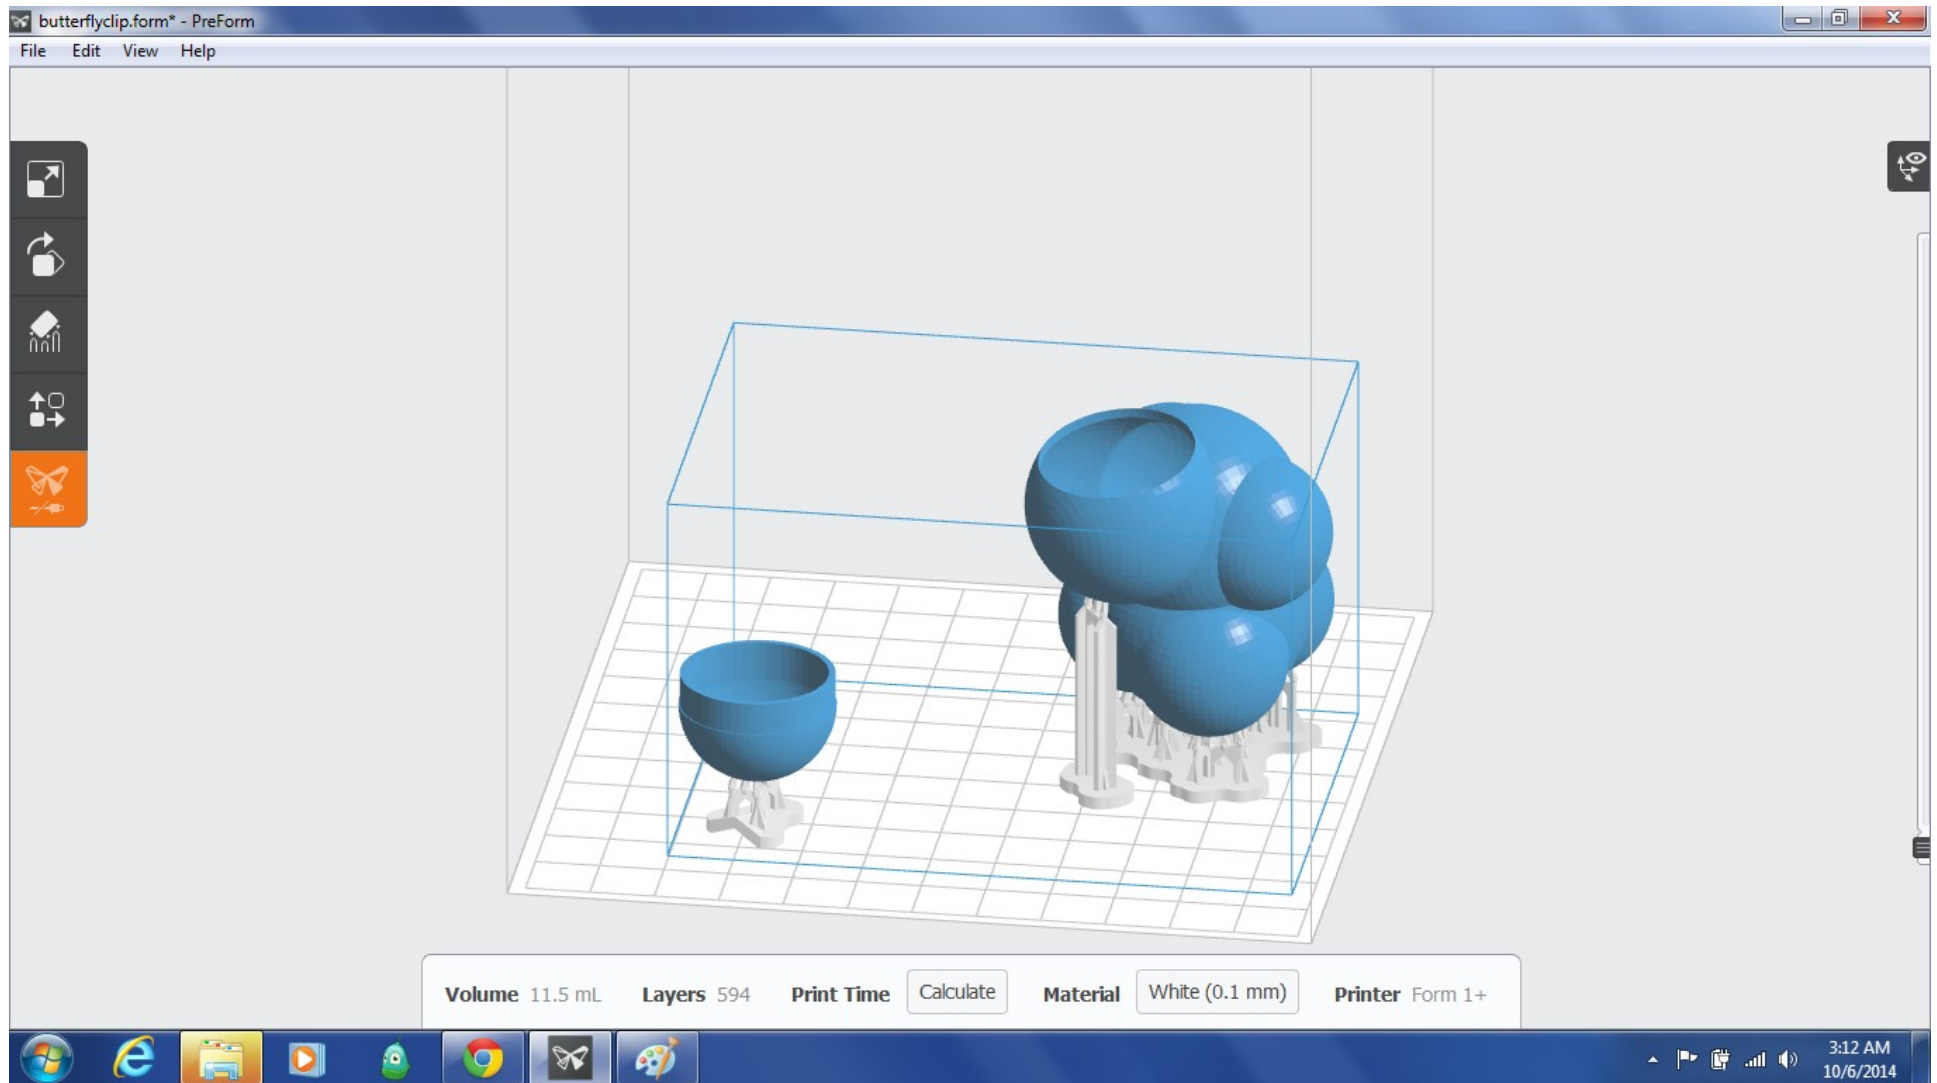 butterflyclip.form* - PreForm
File Edit View Help
Volume 11.5 mL Layers 594 Print Time Calculate Material White (0.1 mm) Printer Form 1+
3:12 AM
10/6/2014